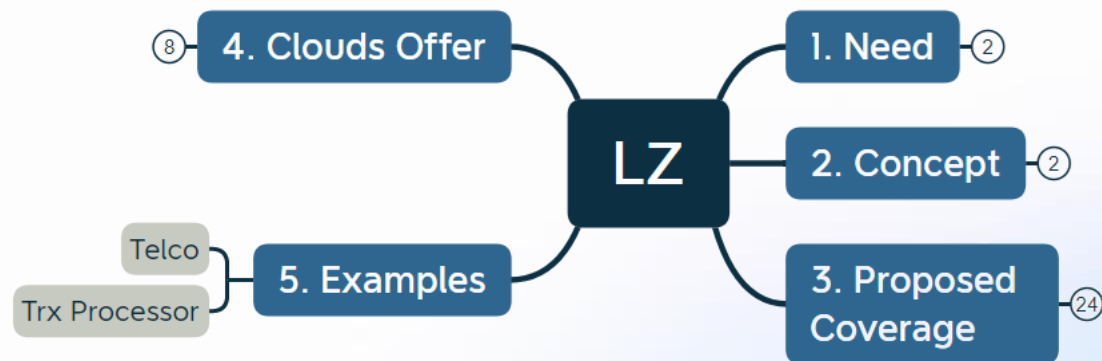 LZ
1. Need
2
2. Concept
2
3. Proposed
Coverage
24
4. Clouds Offer
8
5. Examples
Telco
Trx Processor